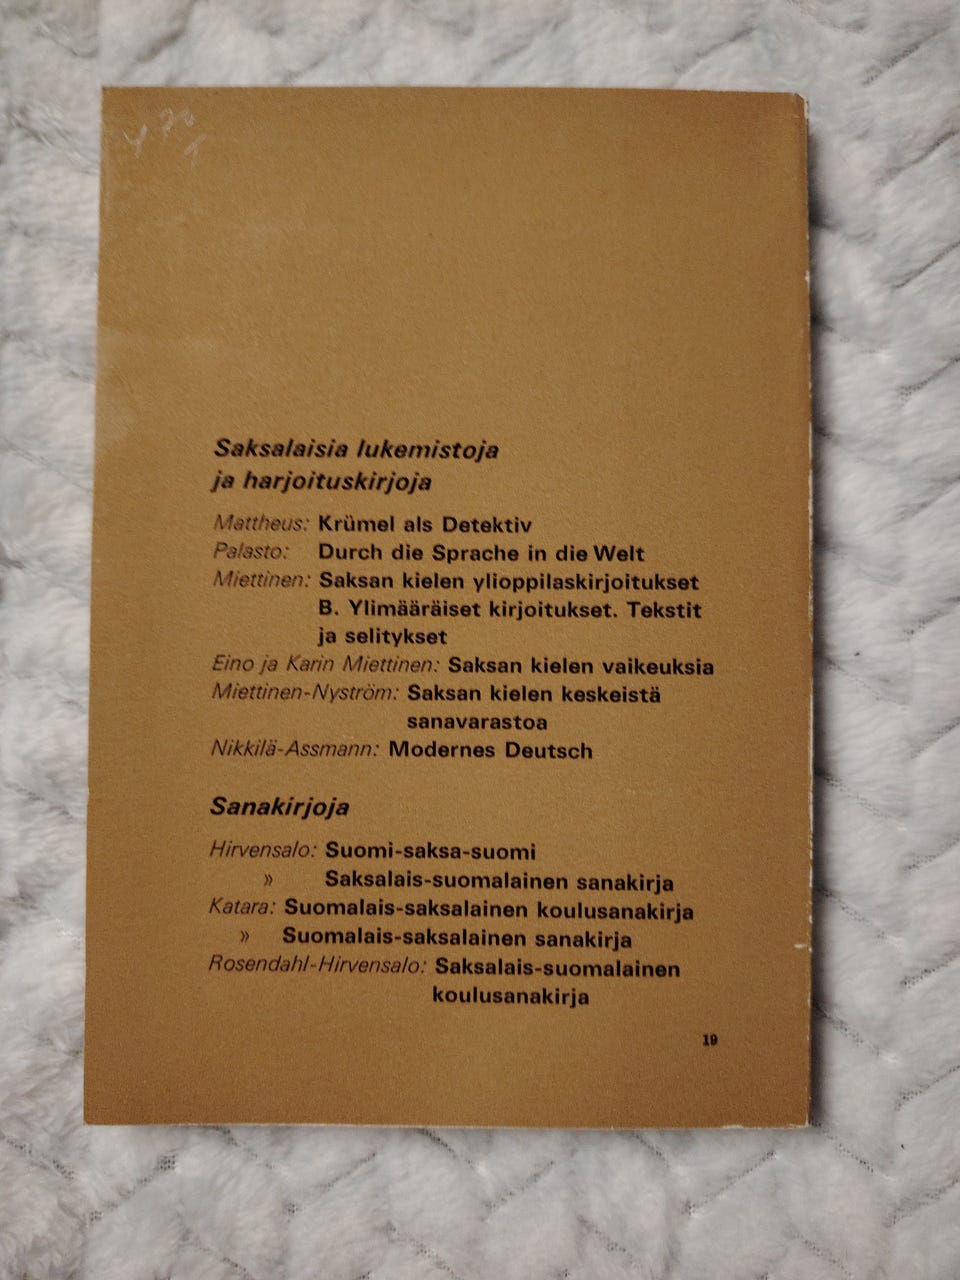 Saksalaisia lukemistoja
ja harjoituskirjoja
Mattheus: Krümel als Detektiv
Palasto: Durch die Sprache in die Welt
Miettinen: Saksan kielen ylioppilaskirjoitukset
B. Ylimääräiset kirjoitukset. Tekstit
ja selitykset
Eino ja Karin Miettinen: Saksan kielen vaikeuksia
Miettinen-Nyström: Saksan kielen keskeistä
sanavarastoa
Nikkilä-Assmann: Modernes Deutsch
Sanakirjoja
Hirvensalo: Suomi-saksa-suomi
» Saksalais-suomalainen sanakirja
Katara: Suomalais-saksalainen koulusanakirja
» Suomalais-saksalainen sanakirja
Rosendahl-Hirvensalo: Saksalais-suomalainen
koulusanakirja
19